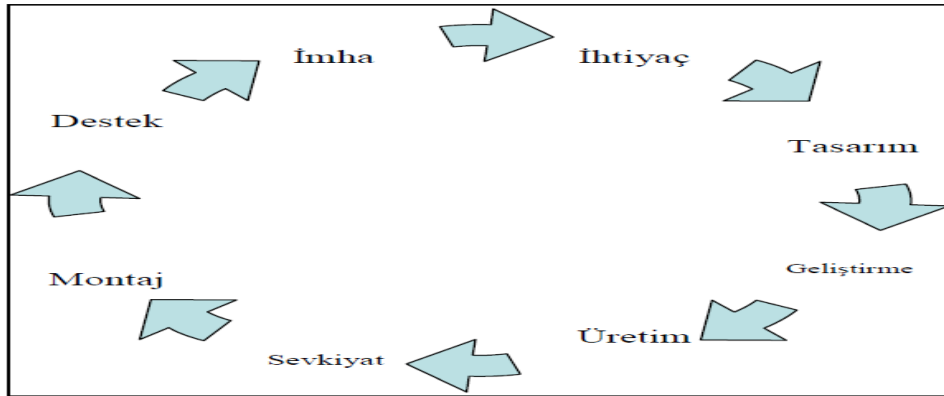 İmha
İhtiyaç
Destek
Tasarım
Montaj
Geliştirme
Üretim
Sevkiyat